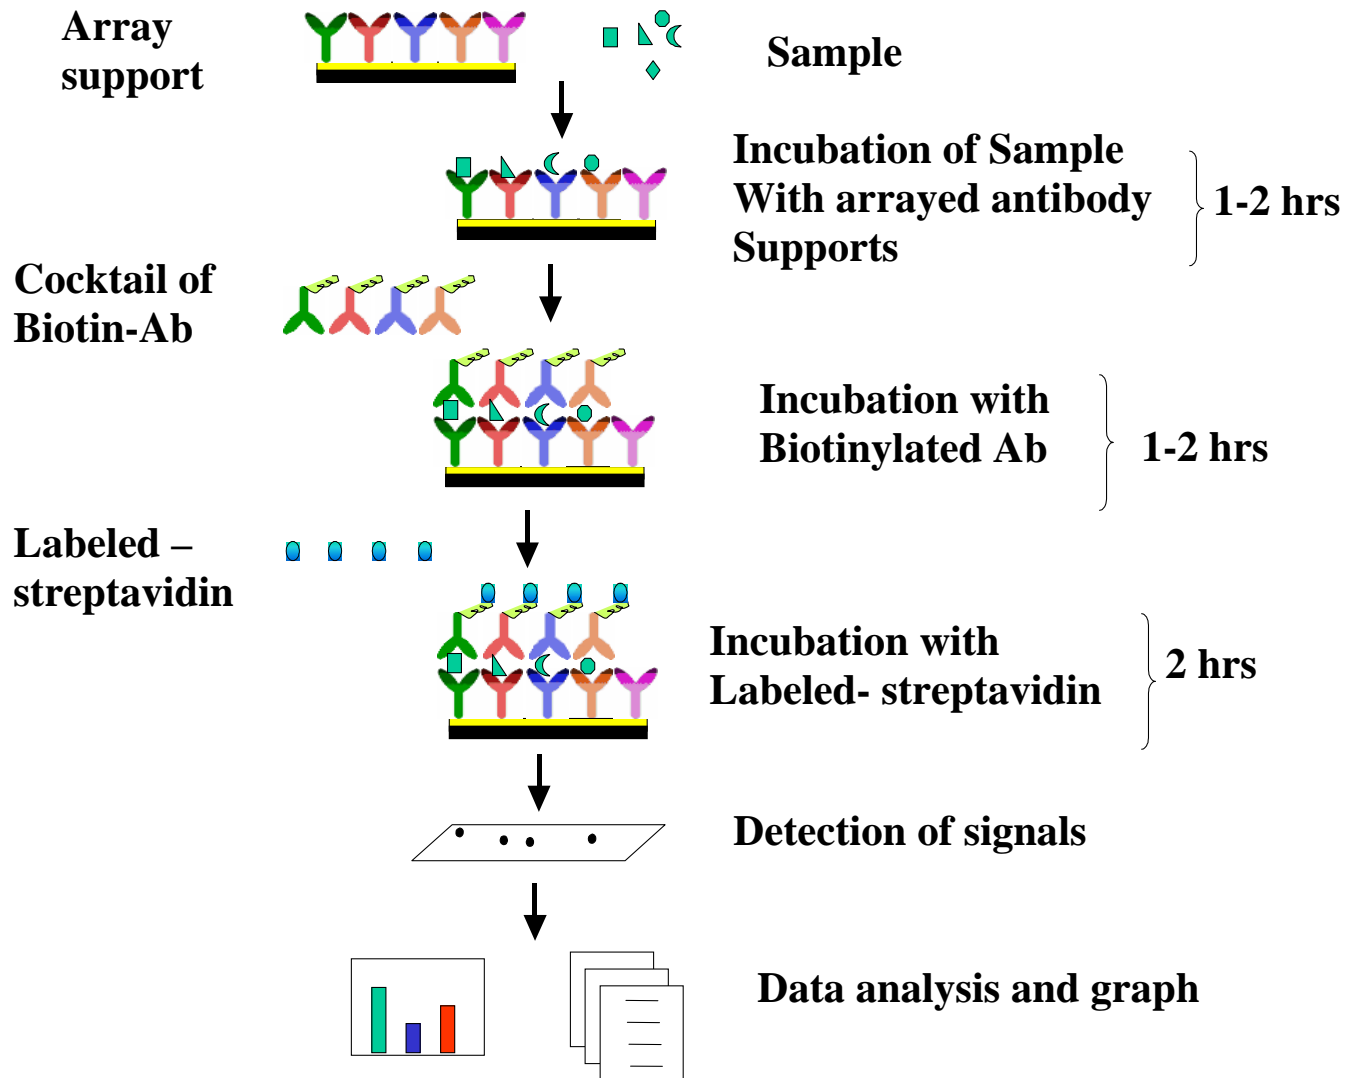 Array
support
Sample
Incubation of Sample
With arrayed antibody
Supports
1-2 hrs
Cocktail of
Biotin-Ab
Incubation with
Biotinylated Ab
1-2 hrs
Labeled –
streptavidin
Incubation with
Labeled- streptavidin
2 hrs
Detection of signals
Data analysis and graph